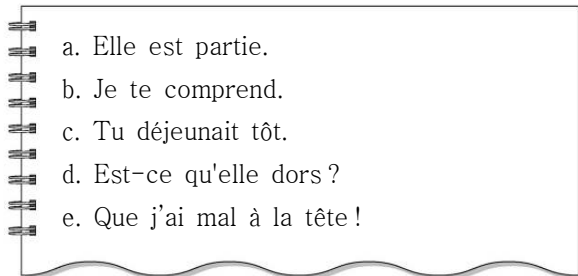 a. Elle est partie.
b. Je te comprend.
c. Tu déjeunait tôt.
d. Est-ce qu'elle dors ?
e. Que j'ai mal à la tête !